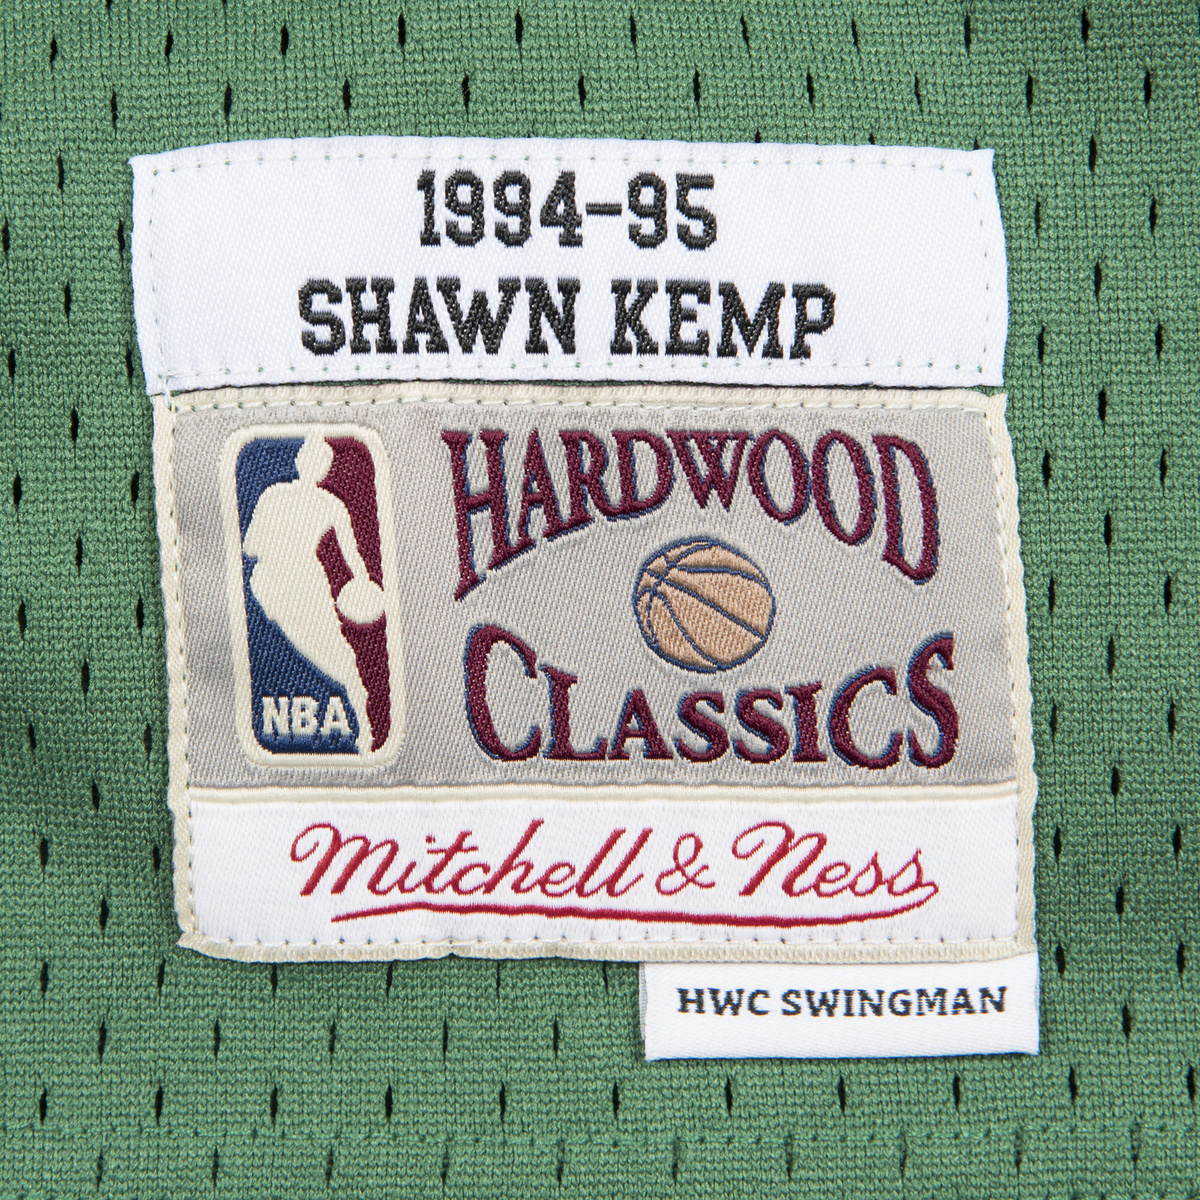 1994-95
SHAWN KEMP
HARDWOOD
CLASSICS
NBA
Mitchell & Ness
HWC SWINGMAN